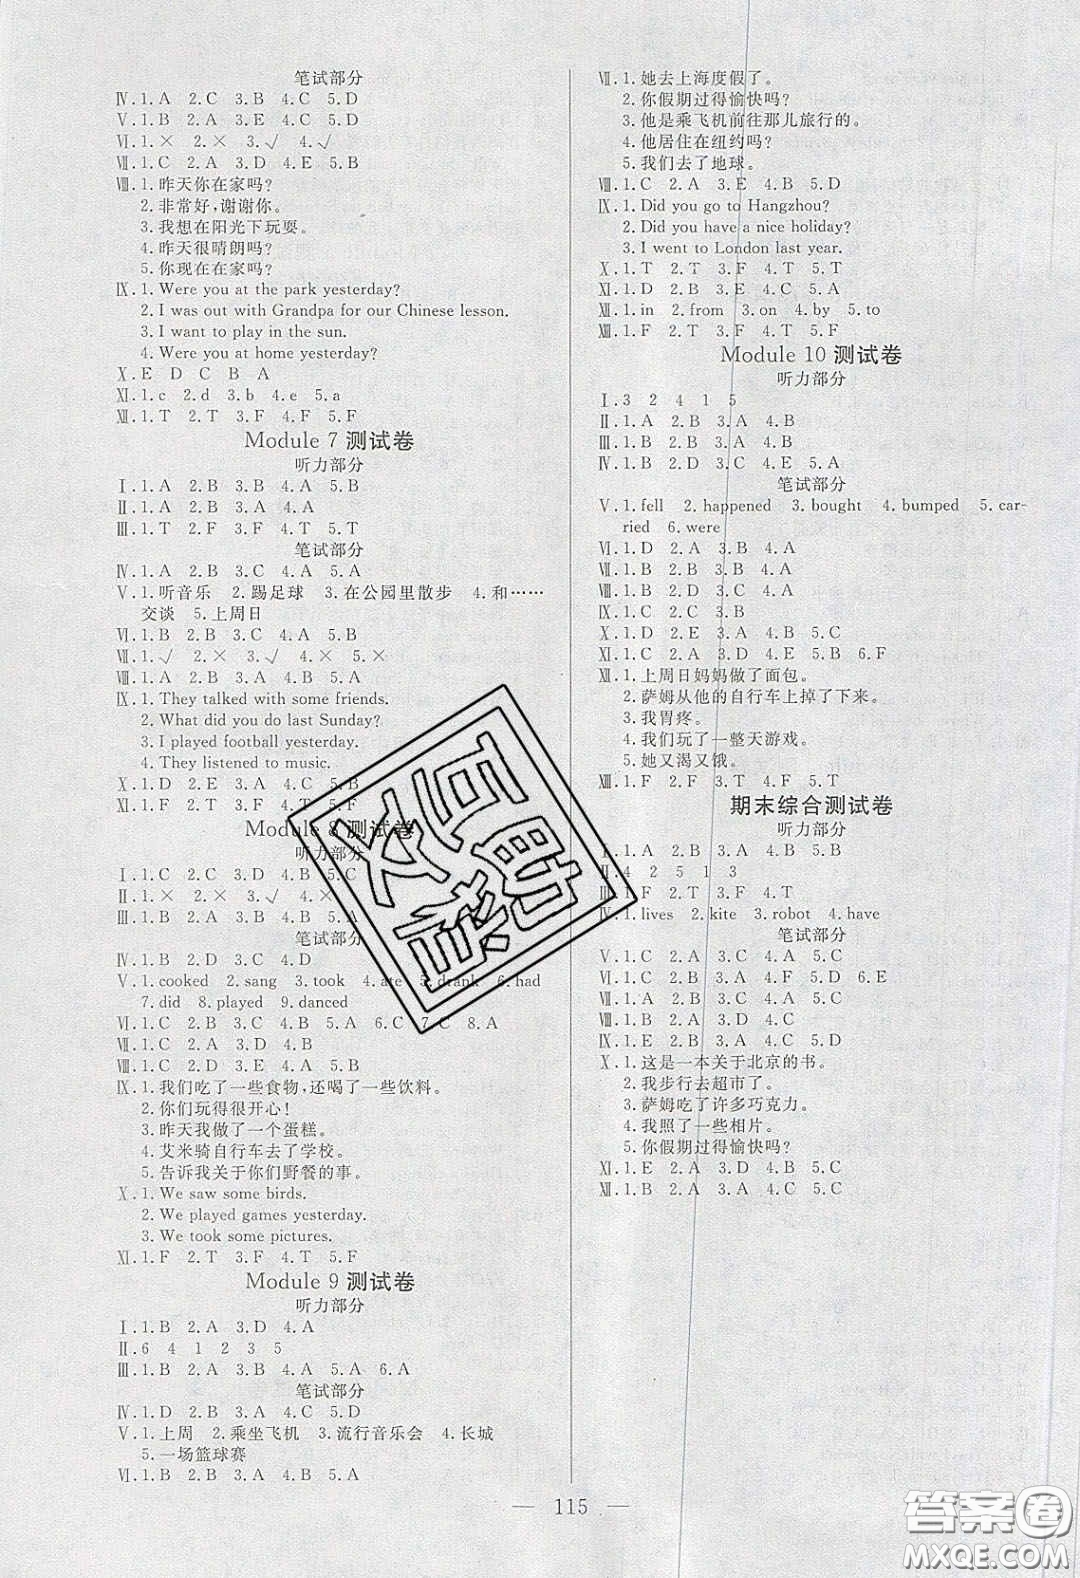 笔试部分
Ⅳ.1.A 2.C 3.B 4.C 5.D
Ⅴ.1.B 2.A 3.C 4.A 5.C
Ⅵ.1.× 2.× 3.√ 4.√
Ⅶ.1.C 2.A 3.D 4.E 5.B
Ⅷ.1.昨天你在家吗?
2.非常好,谢谢你。
3.我想在阳光下玩耍。
4.昨天很晴朗吗?
5.你现在在家吗?
Ⅸ.1.Were you at the park yesterday?
2.I was out with Grandpa for our Chinese lesson.
3.I want to play in the sun.
4.Were you at home yesterday?
Ⅹ.E D C B A
Ⅺ.1.c 2.d 3.b 4.e 5.a
Ⅻ.1.T 2.T 3.F 4.F 5.F
Module 7 测试卷
听力部分
Ⅰ.1.A 2.B 3.B 4.A 5.B
Ⅱ.1.A 2.B 3.A 4.A
Ⅲ.1.T 2.F 3.F 4.T 5.T
笔试部分
Ⅳ.1.A 2.B 3.B 4.A 5.A
Ⅴ.1.听音乐 2.踢足球 3.在公园里散步 4.和……
交谈 5.上周日
Ⅵ.1.B 2.B 3.C 4.A 5.B
Ⅶ.1.√ 2.× 3.√ 4.√ 5.×
Ⅷ.1.A 2.B 3.B 4.A 5.A
Ⅸ.1.They talked with some friends.
2.What did you do last Sunday?
3.I played football yesterday.
4.They listened to music.
Ⅹ.1.D 2.E 3.A 4.C 5.B
Ⅺ.1.F 2.F 3.T 4.F 5.F
Module 8 测试卷
听力部分
Ⅰ.1.C 2.C 3.D 4.B 5.C
Ⅱ.1.× 2.× 3.√ 4.×
Ⅲ.1.A 2.B 3.B 4.B 5.A
笔试部分
Ⅳ.1.B 2.A 3.C 4.D
Ⅴ.1.cooked 2.sang 3.took 4.ate 5.drank 6.had
7.did 8.played 9.danced
Ⅵ.1.C 2.B 3.C 4.B 5.A 6.C 7.C 8.A
Ⅶ.1.C 2.A 3.D 4.B
Ⅷ.1.C 2.B 3.A 4.A 5.B
Ⅸ.1.我们吃了一些食物,还喝了一些饮料。
2.你们玩得很开心!
3.昨天我做了一个蛋糕。
4.艾米骑自行车去了学校。
5.告诉我关于你们野餐的事。
Ⅹ.1.We saw some birds.
2.We played games yesterday.
3.We took some pictures.
Ⅺ.1.F 2.T 3.F 4.T 5.F
Module 9 测试卷
听力部分
Ⅰ.1.B 2.A 3.D 4.A
Ⅱ.6 4 1 2 3 5
Ⅲ.1.B 2.A 3.B 4.A 5.A 6.A
笔试部分
Ⅳ.1.A 2.B 3.A 4.C 5.D
Ⅴ.1.上周 2.乘坐飞机 3.流行音乐会 4.长城
5.一场篮球赛
Ⅵ.1.B 2.B 3.A 4.B 5.A
Ⅶ.1.她去上海度假了。
2.你假期过得愉快吗?
3.他是乘飞机前往那儿旅行的。
4.他居住在纽约吗?
5.我们去了地球。
Ⅷ.1.C 2.A 3.E 4.B 5.D
Ⅸ.1.Did you go to Hangzhou?
2.Did you have a nice holiday?
3.I went to London last year.
Ⅹ.1.T 2.T 3.F 4.T 5.T
Ⅺ.1.D 2.B 3.E 4.C 5.A
Ⅻ.1.in 2.from 3.on 4.by 5.to
ⅩⅢ.1.F 2.T 3.F 4.T 5.F
Module 10 测试卷
听力部分
Ⅰ.3 2 4 1 5
Ⅱ.1.A 2.B 3.A 4.B
Ⅲ.1.B 2.B 3.A 4.A 5.B
Ⅳ.1.B 2.D 3.C 4.E 5.A
笔试部分
Ⅴ.1.fell 2.happened 3.bought 4.bumped 5.car-
ried 6.were
Ⅵ.1.D 2.A 3.B 4.A
Ⅶ.1.D 2.C 3.B 4.A
Ⅷ.1.A 2.B 3.A 4.A 5.B
Ⅸ.1.C 2.C 3.B
Ⅹ.1.D 2.E 3.A 4.B 5.C
Ⅺ.1.C 2.A 3.D 4.E 5.B 6.F
Ⅻ.1.上周日妈妈做了面包。
2.萨姆从他的自行车上掉了下来。
3.我胃疼。
4.我们玩了一整天游戏。
5.她又渴又饿。
ⅩⅢ.1.F 2.F 3.T 4.F 5.T
期末综合测试卷
听力部分
Ⅰ.1.A 2.B 3.A 4.B 5.B
Ⅱ.4 2 5 1 3
Ⅲ.1.F 2.T 3.F 4.T
Ⅳ.1.lives 2.kite 3.robot 4.have
笔试部分
Ⅴ.1.C 2.B 3.A 4.A 5.C
Ⅵ.1.C 2.B 3.A 4.F 5.D 6.E
Ⅶ.1.B 2.A 3.B 4.C 5.A
Ⅷ.1.B 2.A 3.D 4.C
Ⅸ.1.E 2.B 3.A 4.C 5.D
Ⅹ.1.这是一本关于北京的书。
2.我步行去超市了。
3.萨姆吃了许多巧克力。
4.我照了一些相片。
5.你假期过得愉快吗?
Ⅺ.1.E 2.A 3.D 4.B 5.C
Ⅻ.1.B 2.A 3.A 4.C 5.C
— 115 —
互助文档
答案圈
MXQE.COM